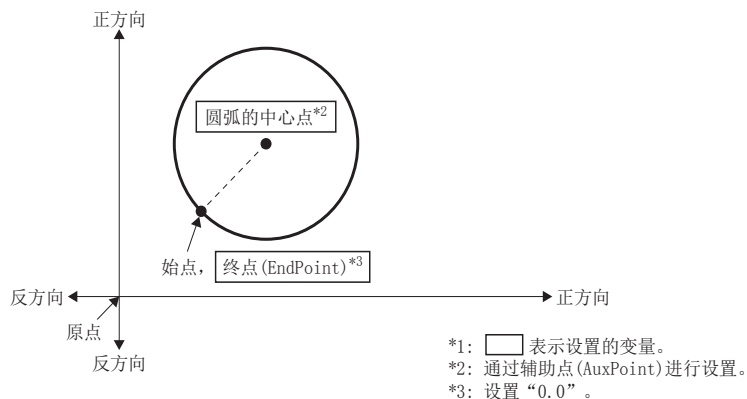 正方向
圆弧的中心点*2
始点，终点(EndPoint)*3
反方向
正方向
原点
反方向
*1: 表示设置的变量。
*2: 通过辅助点(AuxPoint)进行设置。
*3: 设置“0.0”。